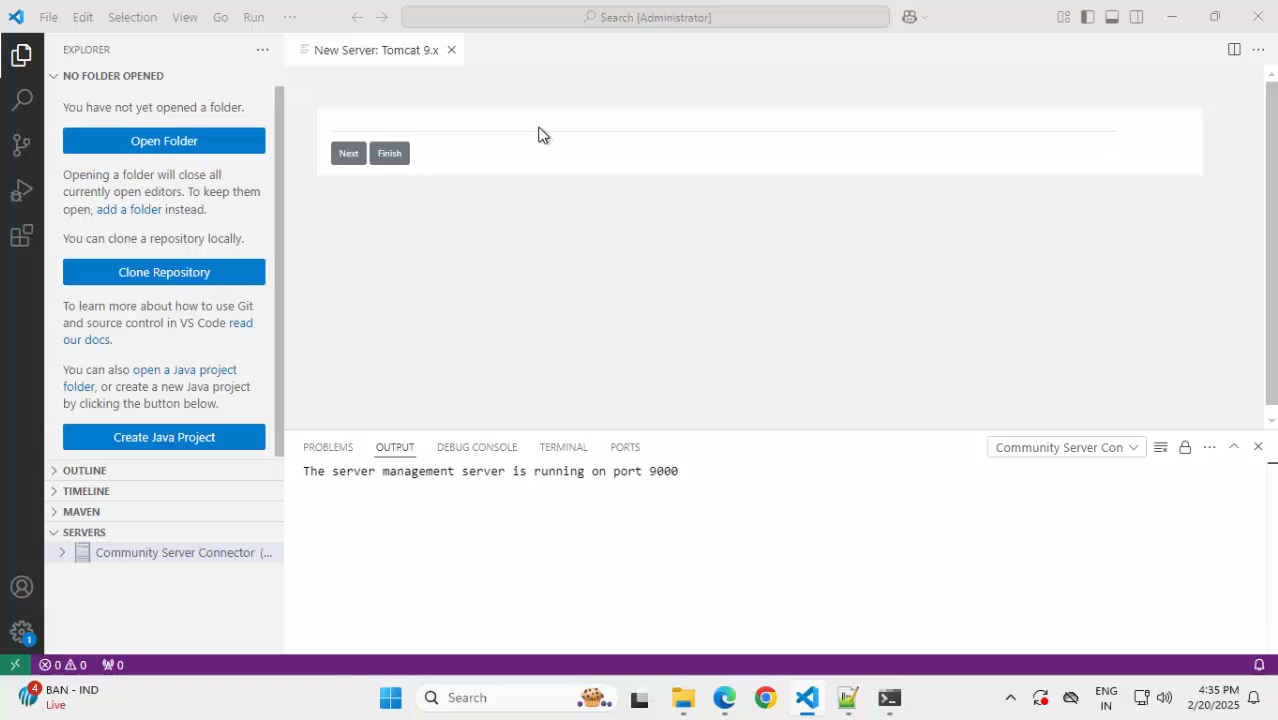 File Edit Selection View Go Run ··· Search [Administrator]
EXPLORER ···
New Server: Tomcat 9.x
NO FOLDER OPENED
You have not yet opened a folder.
Open Folder
Opening a folder will close all
currently open editors. To keep them
open, add a folder instead.
You can clone a repository locally.
Clone Repository
To learn more about how to use Git
and source control in VS Code read
our docs.
You can also open a Java project
folder, or create a new Java project
by clicking the button below.
Create Java Project
OUTLINE
TIMELINE
MAVEN
SERVERS
Community Server Connector (...
Next Finish
PROBLEMS OUTPUT DEBUG CONSOLE TERMINAL PORTS Community Server Con
The server management server is running on port 9000
1
0 0 0
4
BAN - IND
Live
Search
ENG
IN
4:35 PM
2/20/2025